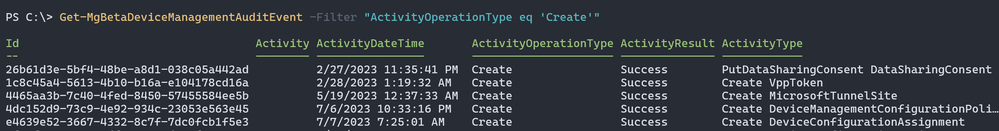 PS C:\> Get-MgBetaDeviceManagementAuditEvent -Filter "ActivityOperationType eq 'Create'"
Id Activity ActivityDateTime ActivityOperationType ActivityResult ActivityType
-- -------- ---------------- --------------------- -------------- ------------
26b61d3e-5bf4-48be-a8d1-038c05a442ad 2/27/2023 11:35:41 PM Create Success PutDataSharingConsent DataSharingConsent
1c8c45a4-5613-4b10-b16a-e104178cd16a 2/28/2023 1:19:32 AM Create Success Create VppToken
4465aa3b-7c40-4fed-8450-57455584ee5b 5/19/2023 12:37:33 AM Create Success Create MicrosoftTunnelSite
4dc152d9-73c9-4e92-934c-23053e563e45 7/6/2023 10:33:16 PM Create Success Create DeviceManagementConfigurationPoli…
e4639e52-3667-4332-8c7f-7dc0fcb1f5e3 7/7/2023 7:25:01 AM Create Success Create DeviceConfigurationAssignment